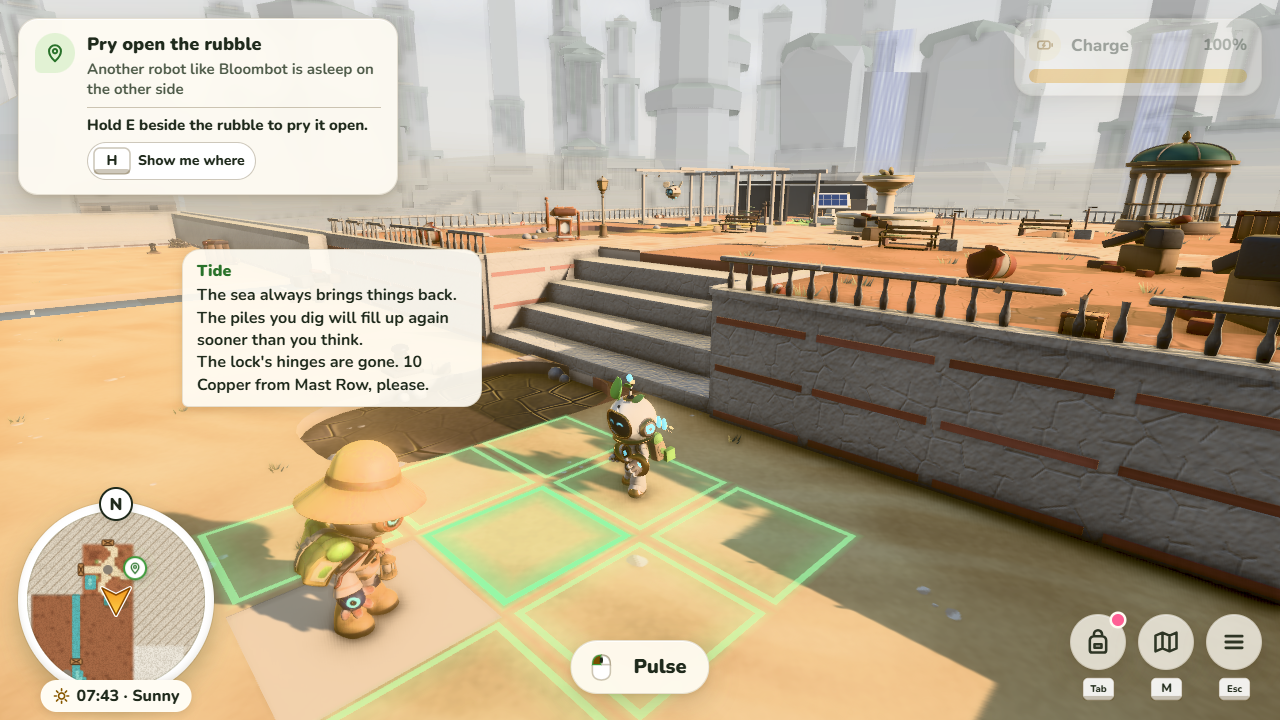 Pry open the rubble
Another robot like Bloombot is asleep on
the other side
Hold E beside the rubble to pry it open.
H Show me where
Charge 100%
Tide
The sea always brings things back.
The piles you dig will fill up again
sooner than you think.
The lock's hinges are gone. 10
Copper from Mast Row, please.
N
07:43 · Sunny
Pulse
Tab
M
Esc